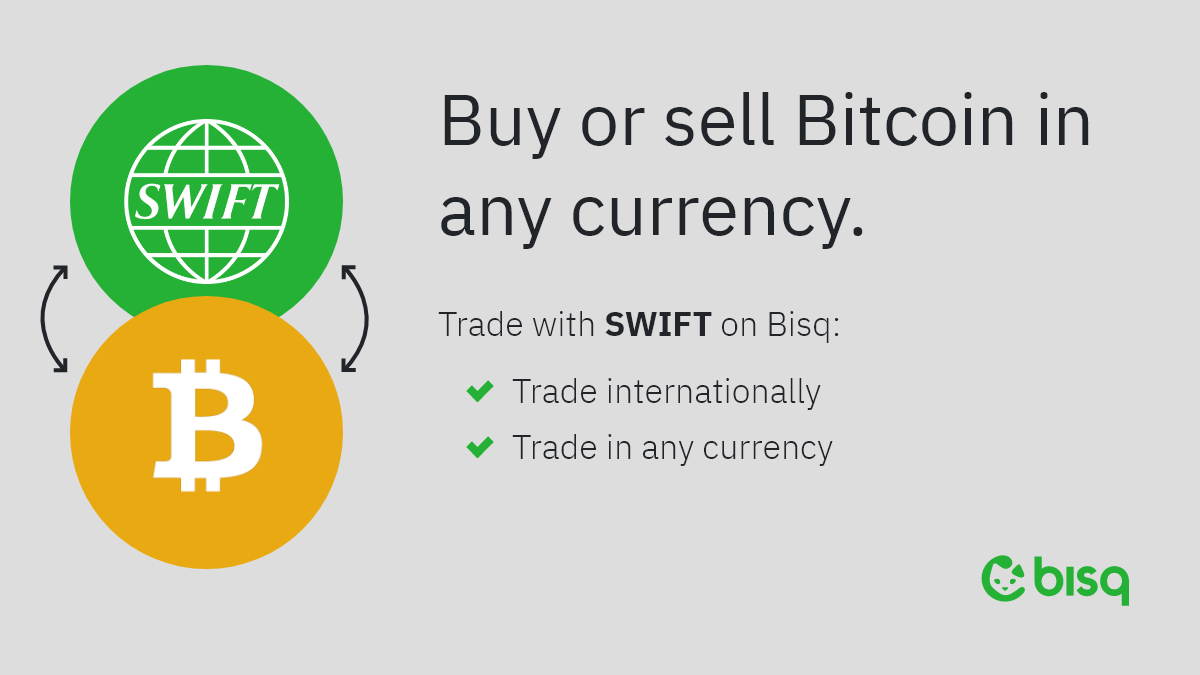 SWIFT
Buy or sell Bitcoin in
any currency.
Trade with SWIFT on Bisq:
Trade internationally
Trade in any currency
bisq